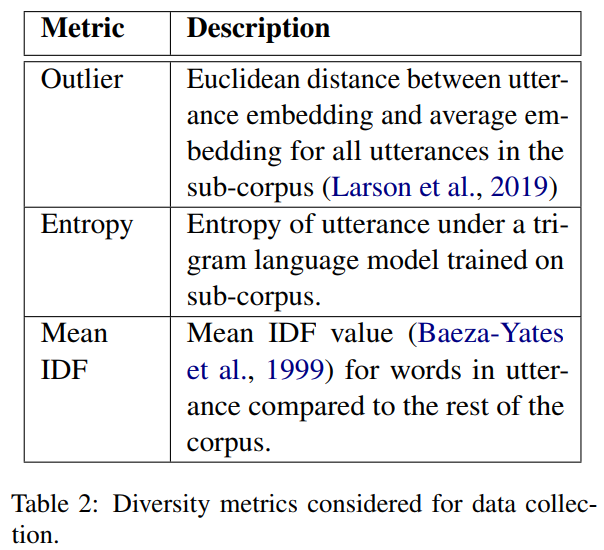 Metric Description
Outlier Euclidean distance between utter-
ance embedding and average em-
bedding for all utterances in the
sub-corpus (Larson et al., 2019)
Entropy Entropy of utterance under a tri-
gram language model trained on
sub-corpus.
Mean Mean IDF value (Baeza-Yates
IDF et al., 1999) for words in utter-
ance compared to the rest of the
corpus.
Table 2: Diversity metrics considered for data collec-
tion.